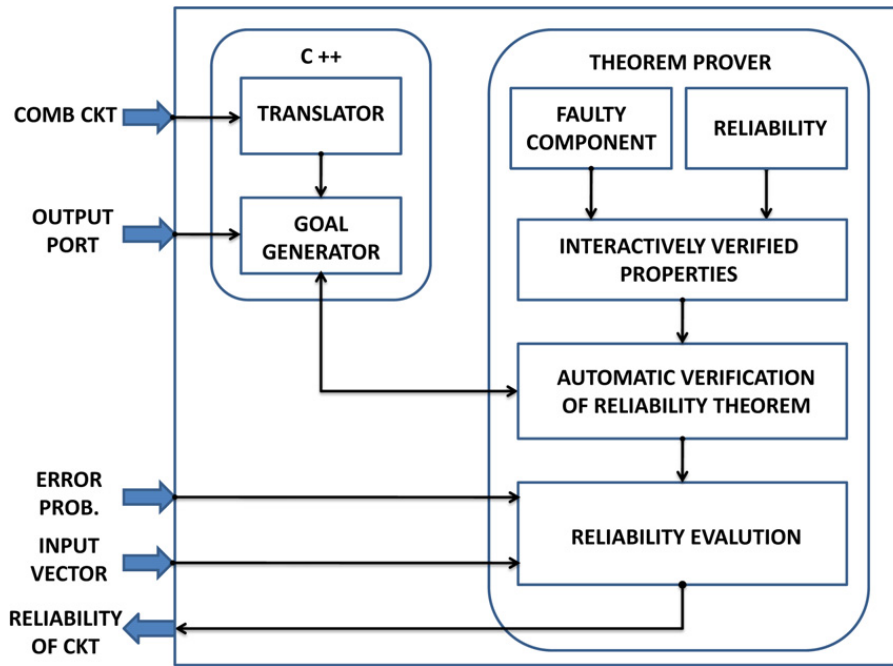 C ++
THEOREM PROVER
COMB CKT
TRANSLATOR
FAULTY
COMPONENT
RELIABILITY
OUTPUT
PORT
GOAL
GENERATOR
INTERACTIVELY VERIFIED
PROPERTIES
AUTOMATIC VERIFICATION
OF RELIABILITY THEOREM
ERROR
PROB.
INPUT
VECTOR
RELIABILITY EVALUTION
RELIABILITY
OF CKT